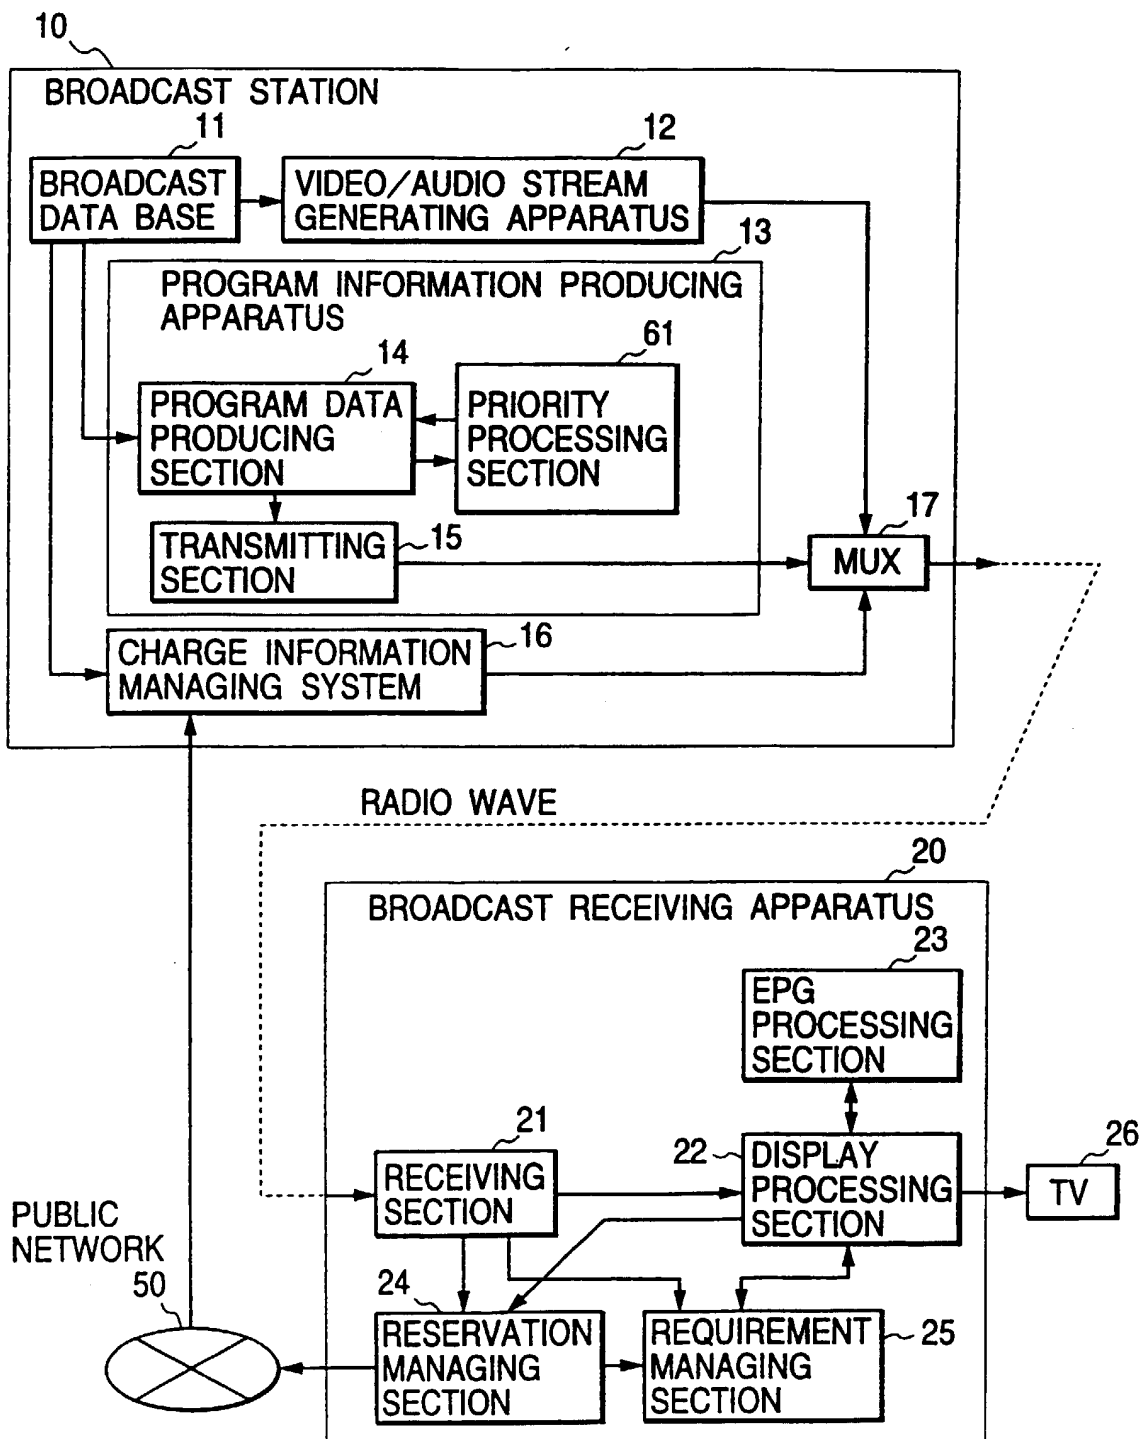 10
BROADCAST STATION
11
12
BROADCAST
DATA BASE
VIDEO/AUDIO STREAM
GENERATING APPARATUS
13
PROGRAM INFORMATION PRODUCING
APPARATUS
14
61
PROGRAM DATA
PRODUCING
SECTION
PRIORITY
PROCESSING
SECTION
15
TRANSMITTING
SECTION
17
MUX
16
CHARGE INFORMATION
MANAGING SYSTEM
RADIO WAVE
20
BROADCAST RECEIVING APPARATUS
23
EPG
PROCESSING
SECTION
21
RECEIVING
SECTION
22
DISPLAY
PROCESSING
SECTION
26
TV
PUBLIC
NETWORK
50
24
RESERVATION
MANAGING
SECTION
REQUIREMENT
MANAGING
SECTION
25